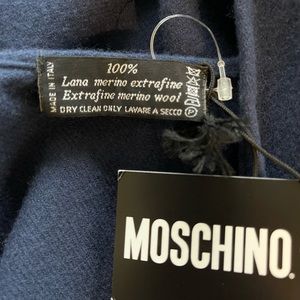 100%
Lana merino extrafine
Extrafine merino wool
DRY CLEAN ONLY LAVARE A SECCO
MADE IN ITALY
MOSCHINO